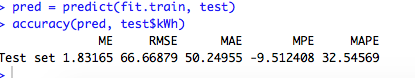 > pred = predict(fit.train, test)
> accuracy(pred, test$kWh)
ME RMSE MAE MPE MAPE
Test set 1.83165 66.66879 50.24955 -9.512408 32.54569
>